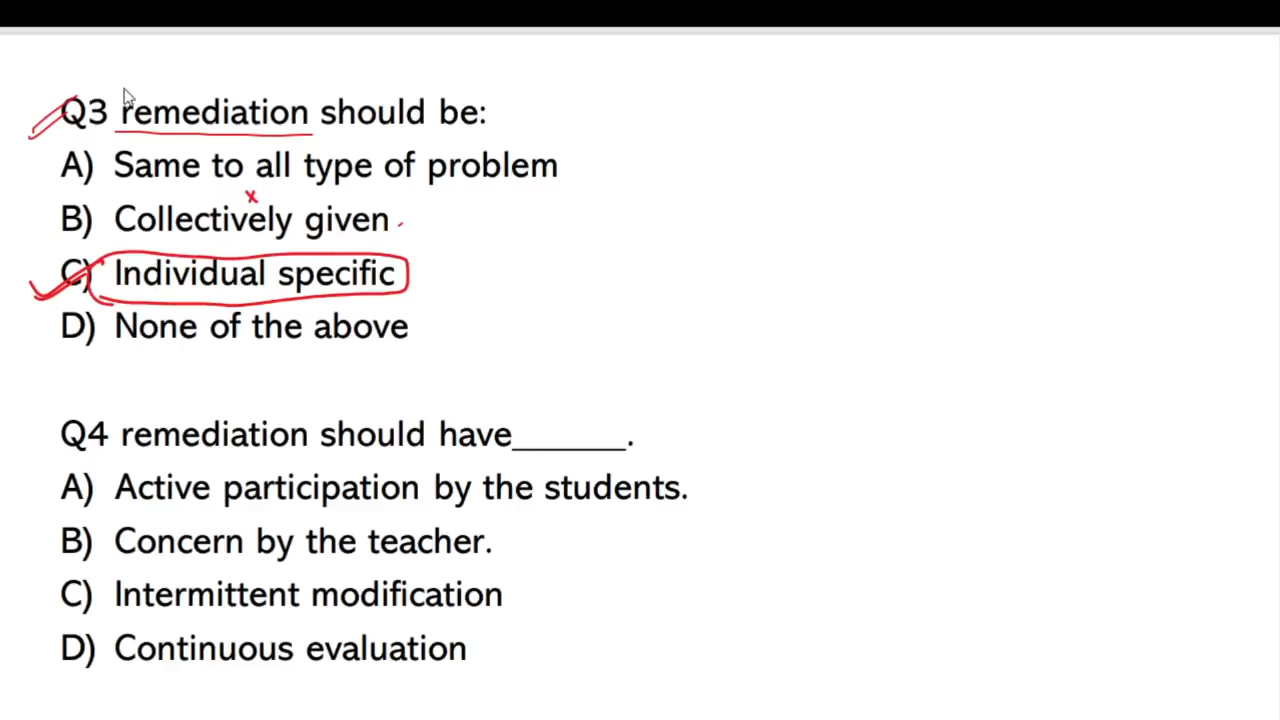 Q3 remediation should be:
A) Same to all type of problem
B) Collectively given
C) Individual specific
D) None of the above
Q4 remediation should have______.
A) Active participation by the students.
B) Concern by the teacher.
C) Intermittent modification
D) Continuous evaluation